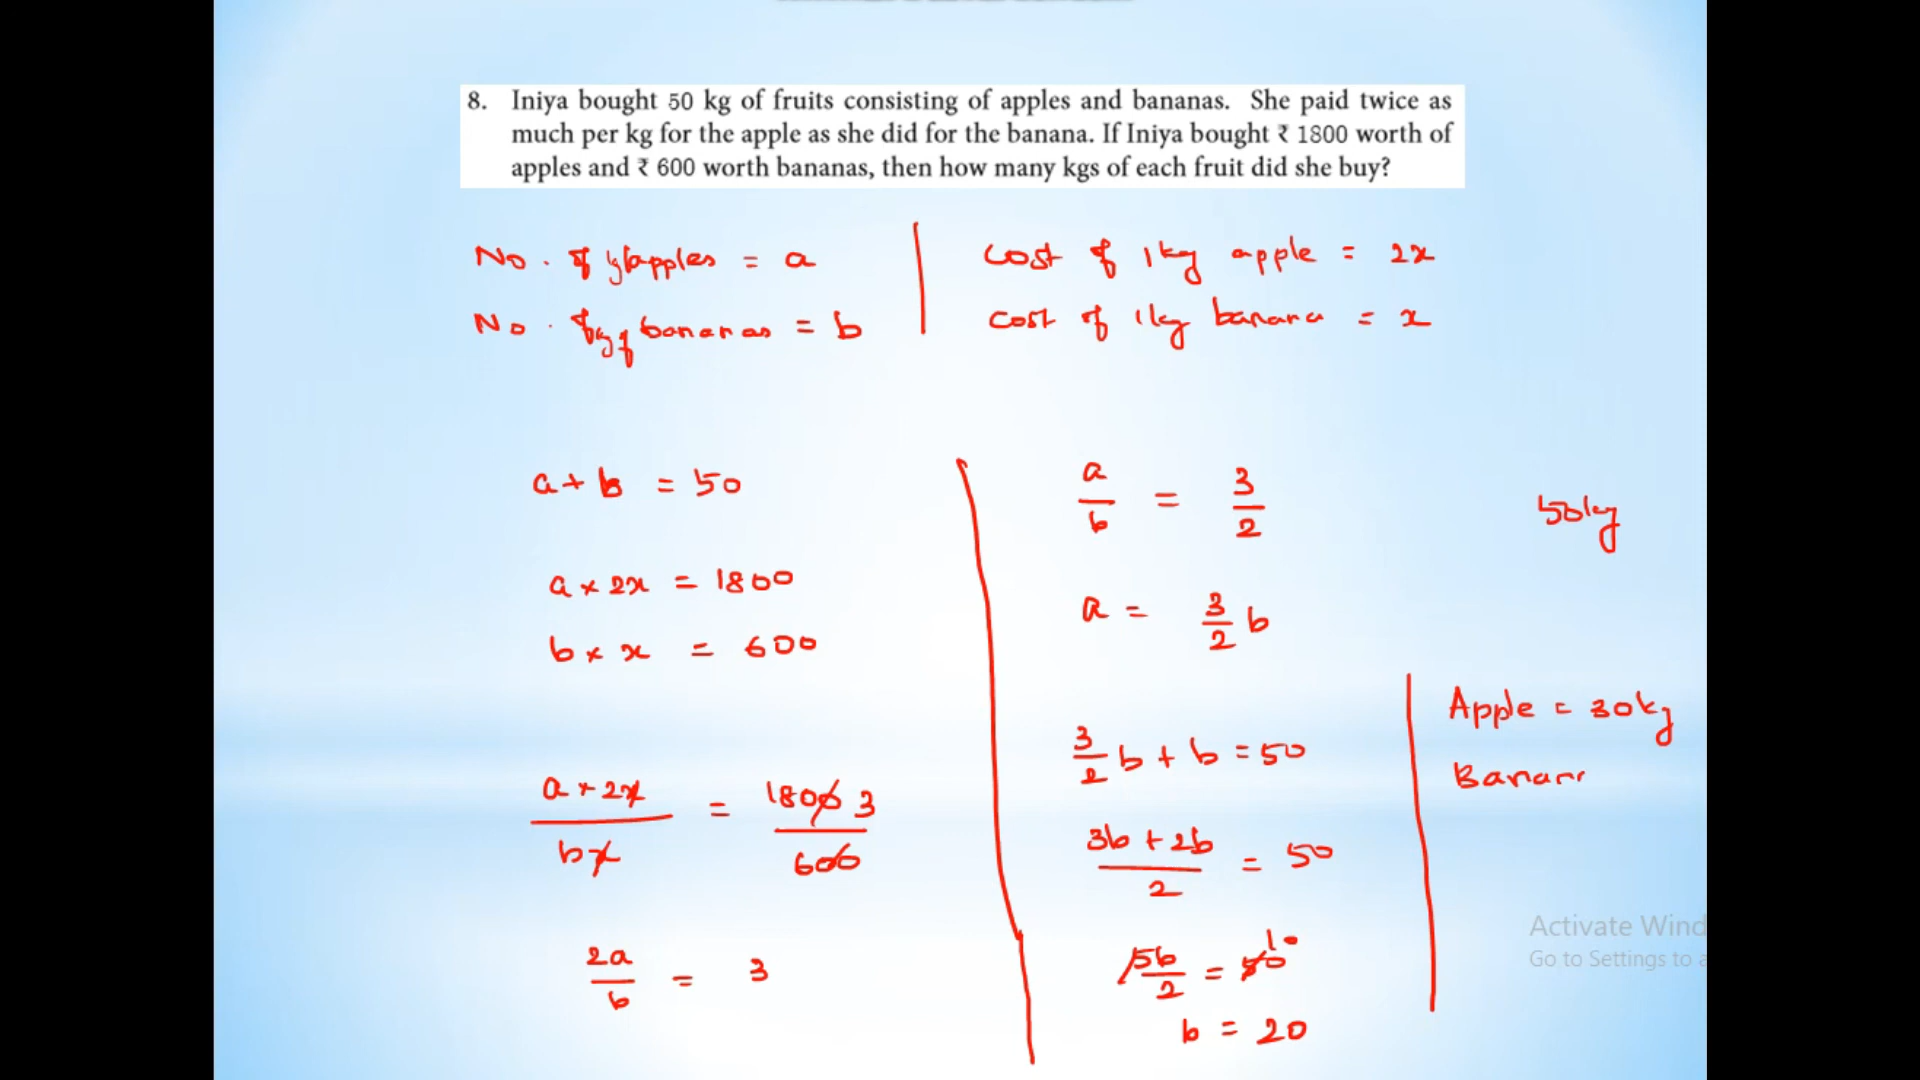 8. Iniya bought 50 kg of fruits consisting of apples and bananas. She paid twice as
much per kg for the apple as she did for the banana. If Iniya bought ₹ 1800 worth of
apples and ₹ 600 worth bananas, then how many kgs of each fruit did she buy?
No. of kg apples = a
No. of kg of bananas = b
cost of 1kg apple = 2x
cost of 1kg banana = x
a + b = 50
a × 2x = 1800
b × x = 600
a × 2x / bx = 1800 3 / 600
2a / b = 3
a / b = 3 / 2
a = 3/2 b
3/2 b + b = 50
3b + 2b / 2 = 50
5b / 2 = 50 10
b = 20
50kg
Apple = 30kg
Banan
Activate Wind
Go to Settings to a